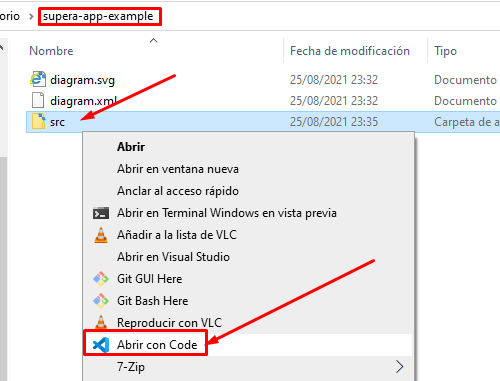 orio > supera-app-example
Nombre Fecha de modificación Tipo
diagram.svg 25/08/2021 23:32 Documento
diagram.xml 25/08/2021 23:32 Documento
src 25/08/2021 23:35 Carpeta de a
Abrir
Abrir en ventana nueva
Anclar al acceso rápido
Abrir en Terminal Windows en vista previa
Añadir a la lista de VLC
Abrir en Visual Studio
Git GUI Here
Git Bash Here
Reproducir con VLC
Abrir con Code
7-Zip